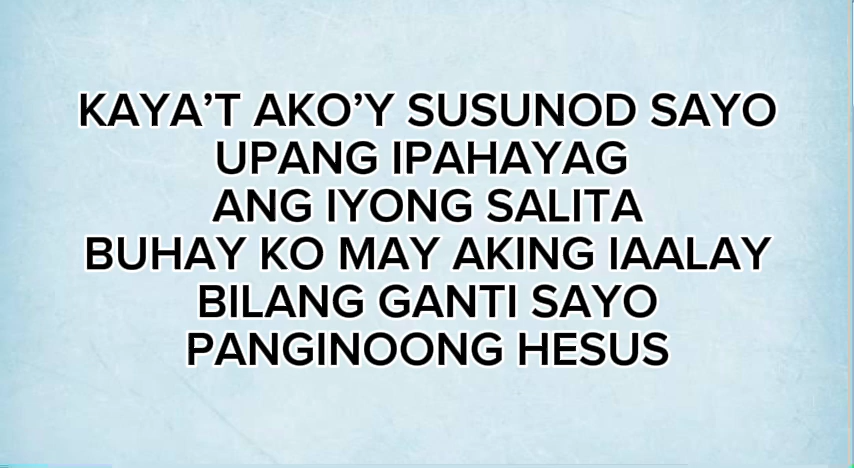 KAYA’T AKO’Y SUSUNOD SAYO
UPANG IPAHAYAG
ANG IYONG SALITA
BUHAY KO MAY AKING IAALAY
BILANG GANTI SAYO
PANGINOONG HESUS